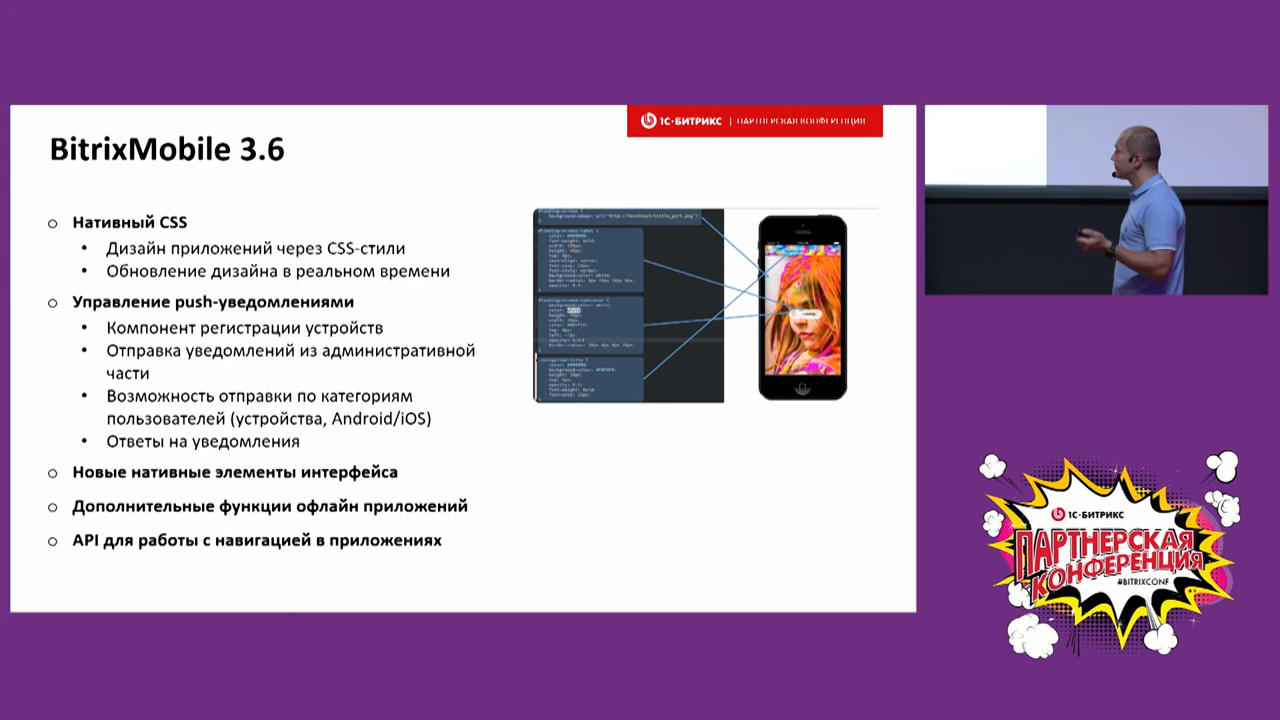 1С·БИТРИКС | ПАРТНЕРСКАЯ КОНФЕРЕНЦИЯ
BitrixMobile 3.6
Нативный CSS
Дизайн приложений через CSS-стили
Обновление дизайна в реальном времени
Управление push-уведомлениями
Компонент регистрации устройств
Отправка уведомлений из административной
части
Возможность отправки по категориям
пользователей (устройства, Android/iOS)
Ответы на уведомления
Новые нативные элементы интерфейса
Дополнительные функции офлайн приложений
API для работы с навигацией в приложениях
1С·БИТРИКС
ПАРТНЕРСКАЯ
КОНФЕРЕНЦИЯ
#BITRIXCONF